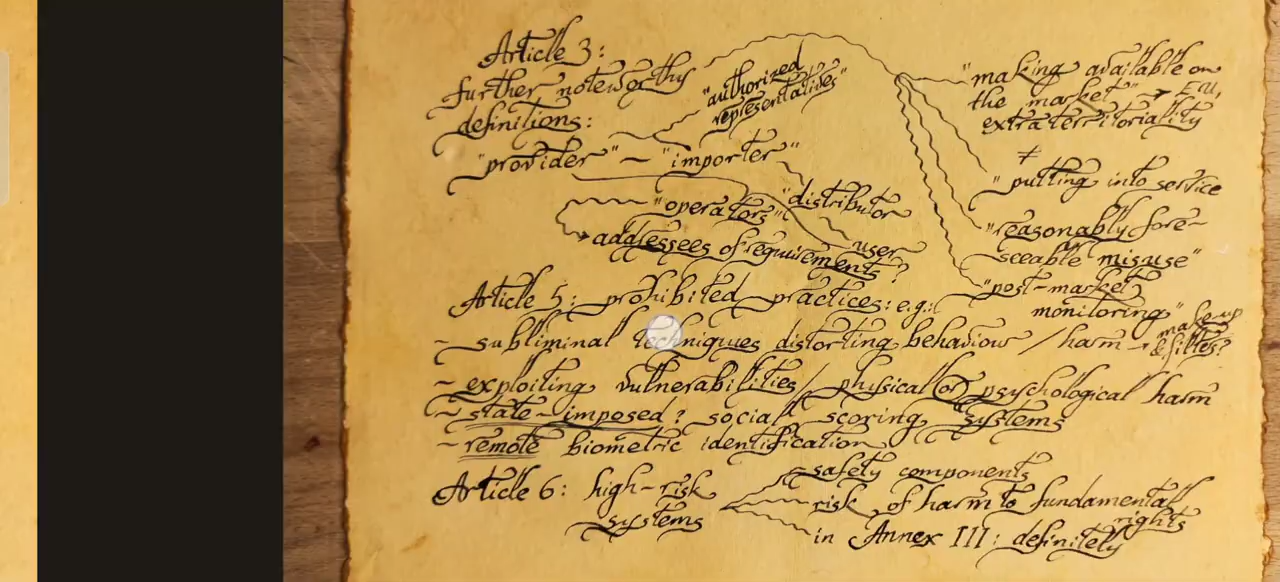 Article 3:
further noteworthy
definitions:
"authorized
representatives"
"provider" ~ "importer"
"distributor
"operators"
user
addressees of requirements?
"making available on
the market" → EU,
extraterritoriality
≠
"putting into service
"reasonably fore-
seeable misuse"
"post-market
monitoring"
Article 5: prohibited practices: e.g.:
~ subliminal techniques distorting behaviour / harm → make-up
& filters?
~ exploiting vulnerabilities / physical (or) psychological harm
~ state-imposed? social scoring systems
~ remote biometric identification
Article 6: high-risk
systems
safety components
risk of harm to fundamental
rights
in Annex III: definitely